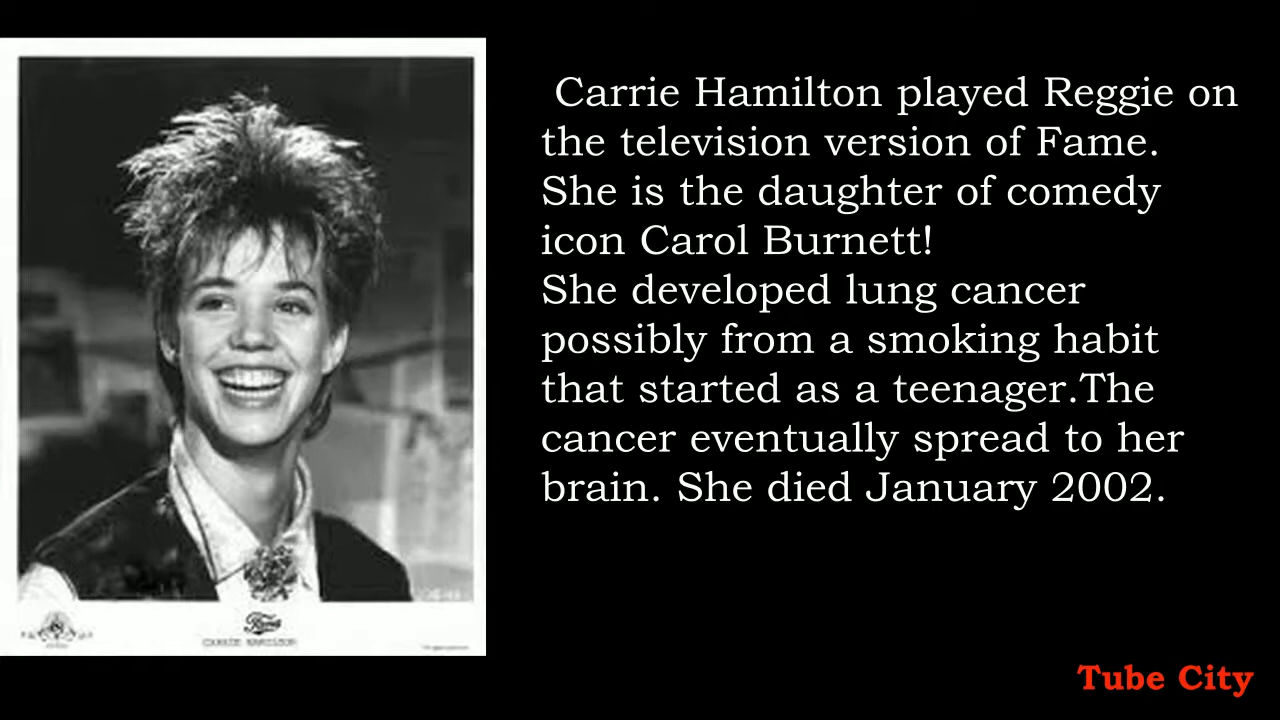 Carrie Hamilton played Reggie on
the television version of Fame.
She is the daughter of comedy
icon Carol Burnett!
She developed lung cancer
possibly from a smoking habit
that started as a teenager.The
cancer eventually spread to her
brain. She died January 2002.
Fame
CARRIE HAMILTON
Tube City